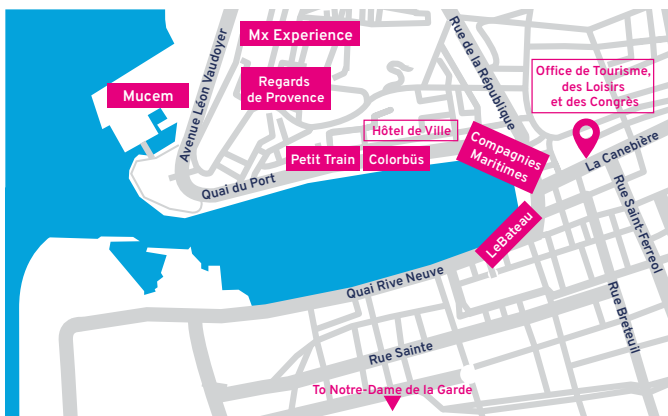 Mx Experience
Mucem
Avenue Léon Vaudoyer
Regards
de Provence
Rue de la République
Office de Tourisme,
des Loisirs
et des Congrès
Hôtel de Ville
Petit Train
Colorbüs
Compagnies
Maritimes
La Canebière
Quai du Port
Rue Saint-Ferreol
LeBateau
Quai Rive Neuve
Rue Breteuil
Rue Sainte
To Notre-Dame de la Garde